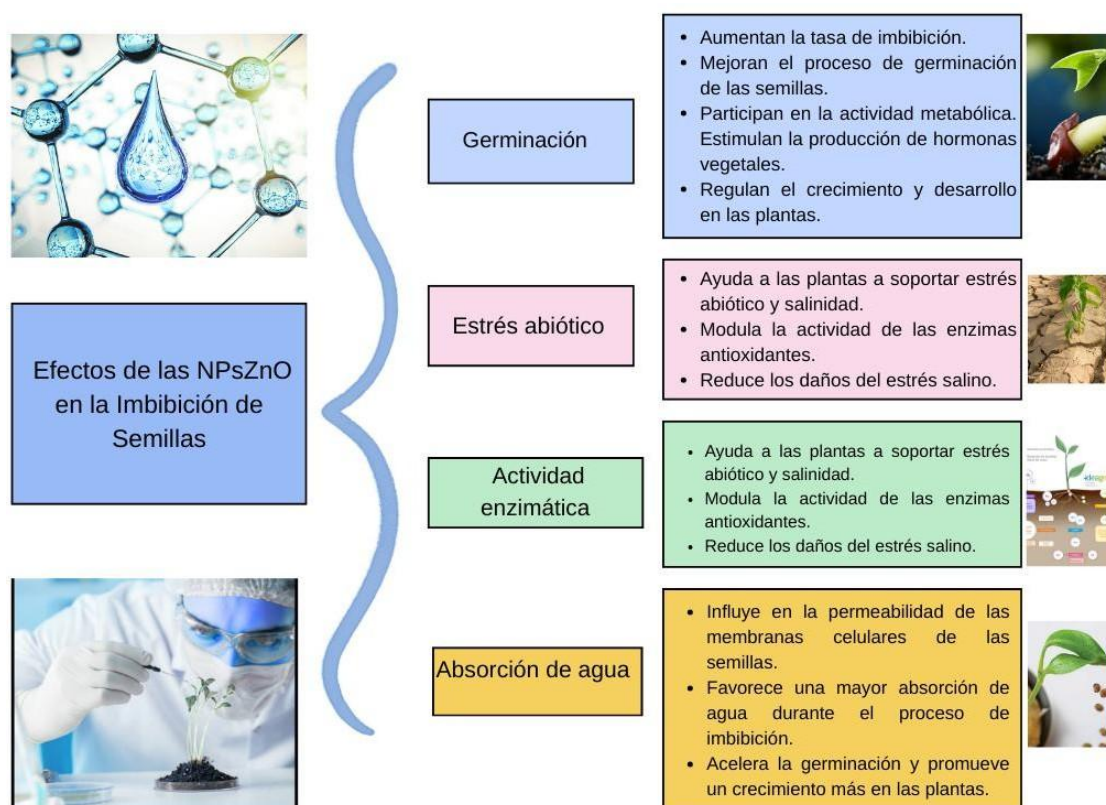 Efectos de las NPsZnO
en la Imbibición de
Semillas
Germinación
• Aumentan la tasa de imbibición.
• Mejoran el proceso de germinación
de las semillas.
• Participan en la actividad metabólica.
Estimulan la producción de hormonas
vegetales.
• Regulan el crecimiento y desarrollo
en las plantas.
Estrés abiótico
• Ayuda a las plantas a soportar estrés
abiótico y salinidad.
• Modula la actividad de las enzimas
antioxidantes.
• Reduce los daños del estrés salino.
Actividad
enzimática
• Ayuda a las plantas a soportar estrés
abiótico y salinidad.
• Modula la actividad de las enzimas
antioxidantes.
• Reduce los daños del estrés salino.
Absorción de agua
• Influye en la permeabilidad de las
membranas celulares de las
semillas.
• Favorece una mayor absorción de
agua durante el proceso de
imbibición.
• Acelera la germinación y promueve
un crecimiento más en las plantas.